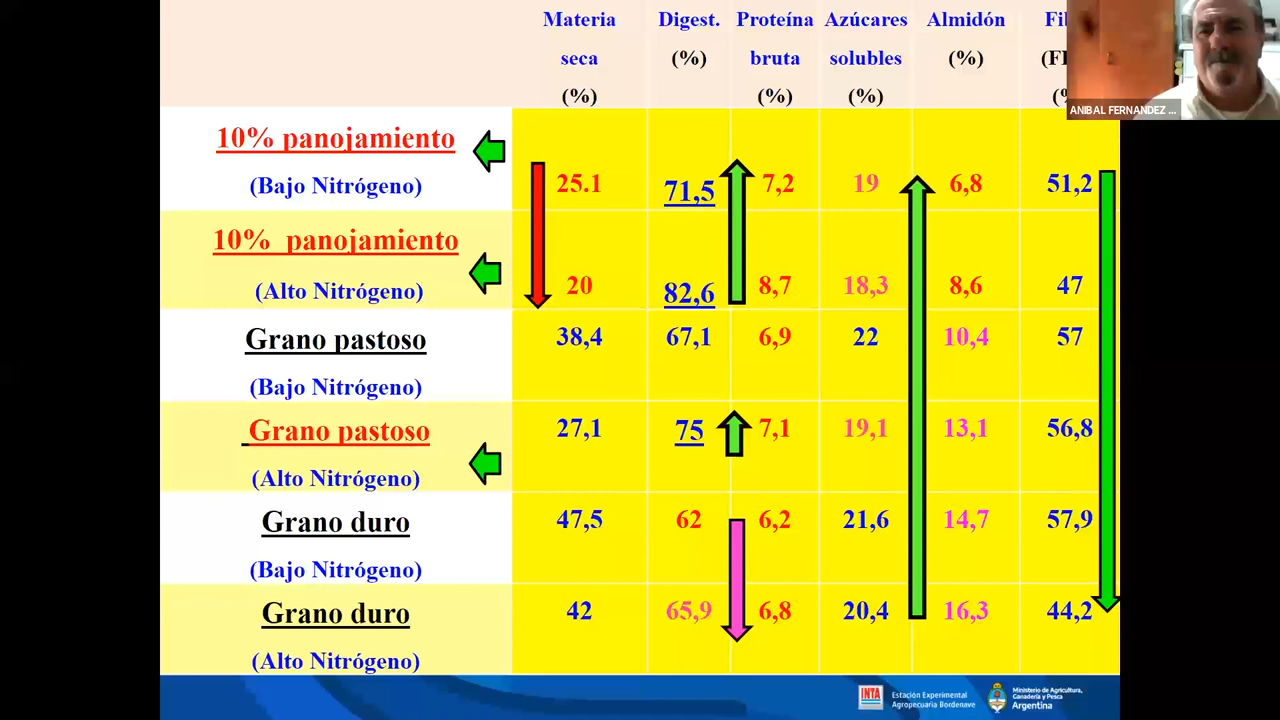 Materia Digest. Proteína Azúcares Almidón
seca (%) bruta solubles (%)
(%) (%) (%)
ANIBAL FERNANDEZ ...
10% panojamiento
(Bajo Nitrógeno) 25.1 71,5 7,2 19 6,8 51,2
10% panojamiento
(Alto Nitrógeno) 20 82,6 8,7 18,3 8,6 47
Grano pastoso 38,4 67,1 6,9 22 10,4 57
(Bajo Nitrógeno)
Grano pastoso 27,1 75 7,1 19,1 13,1 56,8
(Alto Nitrógeno)
Grano duro 47,5 62 6,2 21,6 14,7 57,9
(Bajo Nitrógeno)
Grano duro 42 65,9 6,8 20,4 16,3 44,2
(Alto Nitrógeno)
INTA
Estación Experimental
Agropecuaria Bordenave
Ministerio de Agricultura,
Ganadería y Pesca
Argentina